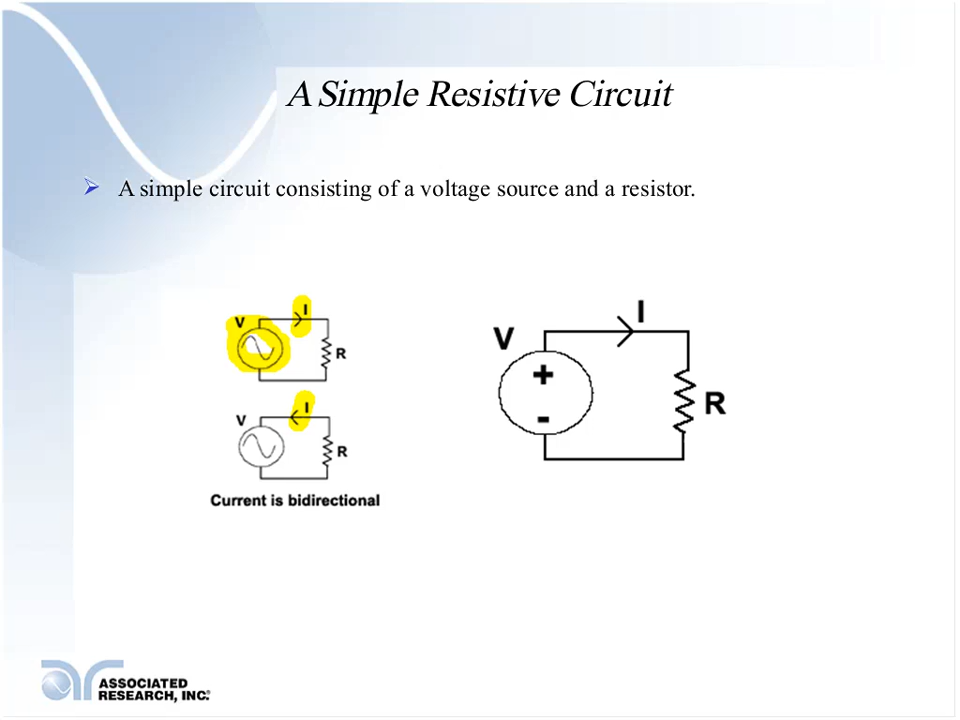 A Simple Resistive Circuit
A simple circuit consisting of a voltage source and a resistor.
V
I
R
V
I
R
Current is bidirectional
V
I
+
-
R
ASSOCIATED
RESEARCH, INC.®